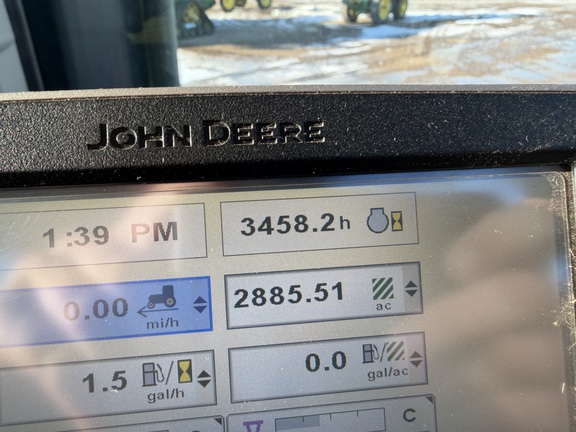 JOHN DEERE
1:39 PM
3458.2 h
0.00
mi/h
2885.51
ac
1.5
gal/h
0.0
gal/ac
C